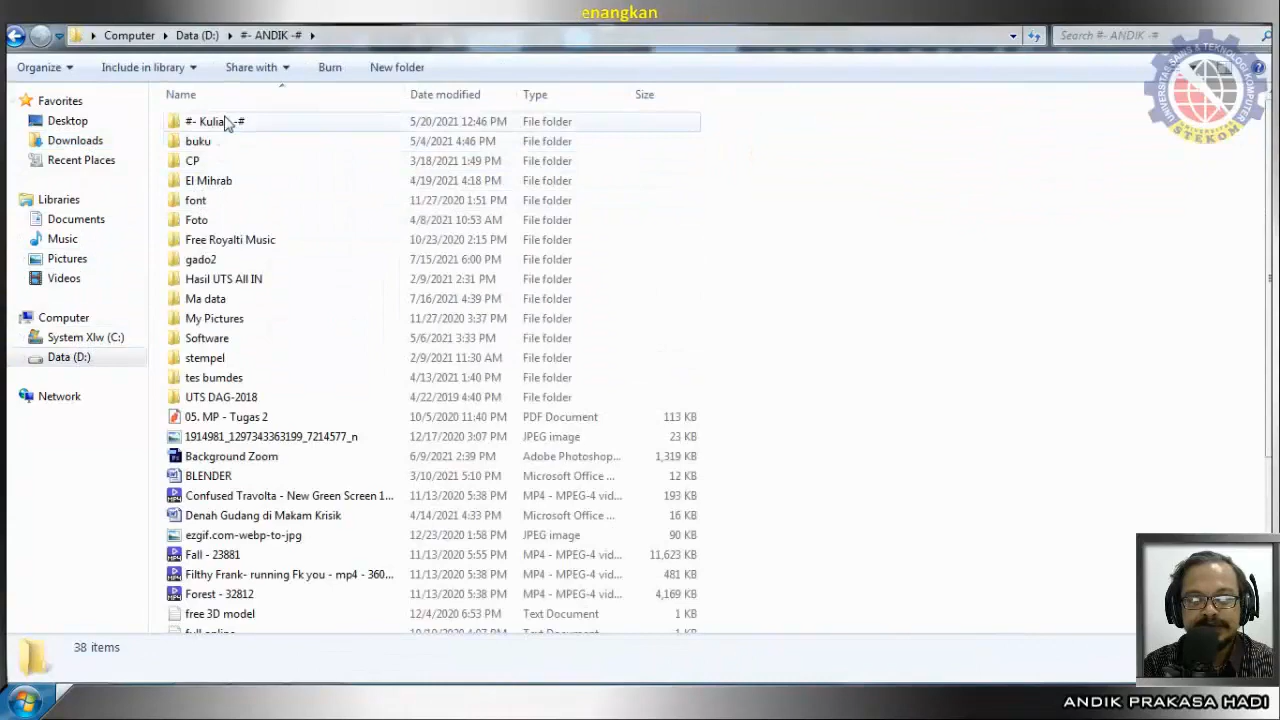 enangkan
Computer Data (D:) #- ANDIK -#
Search #- ANDIK -#
Organize Include in library Share with Burn New folder
Name Date modified Type Size
Favorites
Desktop
Downloads
Recent Places
Libraries
Documents
Music
Pictures
Videos
Computer
System Xlw (C:)
Data (D:)
Network
#- Kuliah -# 5/20/2021 12:46 PM File folder
buku 5/4/2021 4:46 PM File folder
CP 3/18/2021 1:49 PM File folder
El Mihrab 4/19/2021 4:18 PM File folder
font 11/27/2020 1:51 PM File folder
Foto 4/8/2021 10:53 AM File folder
Free Royalti Music 10/23/2020 2:15 PM File folder
gado2 7/15/2021 6:00 PM File folder
Hasil UTS All IN 2/9/2021 2:31 PM File folder
Ma data 7/16/2021 4:39 PM File folder
My Pictures 11/27/2020 3:37 PM File folder
Software 5/6/2021 3:33 PM File folder
stempel 2/9/2021 11:30 AM File folder
tes bumdes 4/13/2021 1:40 PM File folder
UTS DAG-2018 4/22/2019 4:40 PM File folder
05. MP - Tugas 2 10/5/2020 11:40 PM PDF Document 113 KB
1914981_1297343363199_7214577_n 12/17/2020 3:07 PM JPEG image 23 KB
Background Zoom 6/9/2021 2:39 PM Adobe Photoshop... 1,319 KB
BLENDER 3/10/2021 5:10 PM Microsoft Office ... 12 KB
Confused Travolta - New Green Screen 1... 11/13/2020 5:38 PM MP4 - MPEG-4 vid... 193 KB
Denah Gudang di Makam Krisik 4/14/2021 4:33 PM Microsoft Office ... 16 KB
ezgif.com-webp-to-jpg 12/23/2020 1:58 PM JPEG image 90 KB
Fall - 23881 11/13/2020 5:55 PM MP4 - MPEG-4 vid... 11,623 KB
Filthy Frank- running Fk you - mp4 - 360... 11/13/2020 5:38 PM MP4 - MPEG-4 vid... 481 KB
Forest - 32812 11/13/2020 5:38 PM MP4 - MPEG-4 vid... 4,169 KB
free 3D model 12/4/2020 6:53 PM Text Document 1 KB
38 items
UNIVERSITAS SAINS & TEKNOLOGI KOMPUTER
UNIVERSITAS
STEKOM
ANDIK PRAKASA HADI